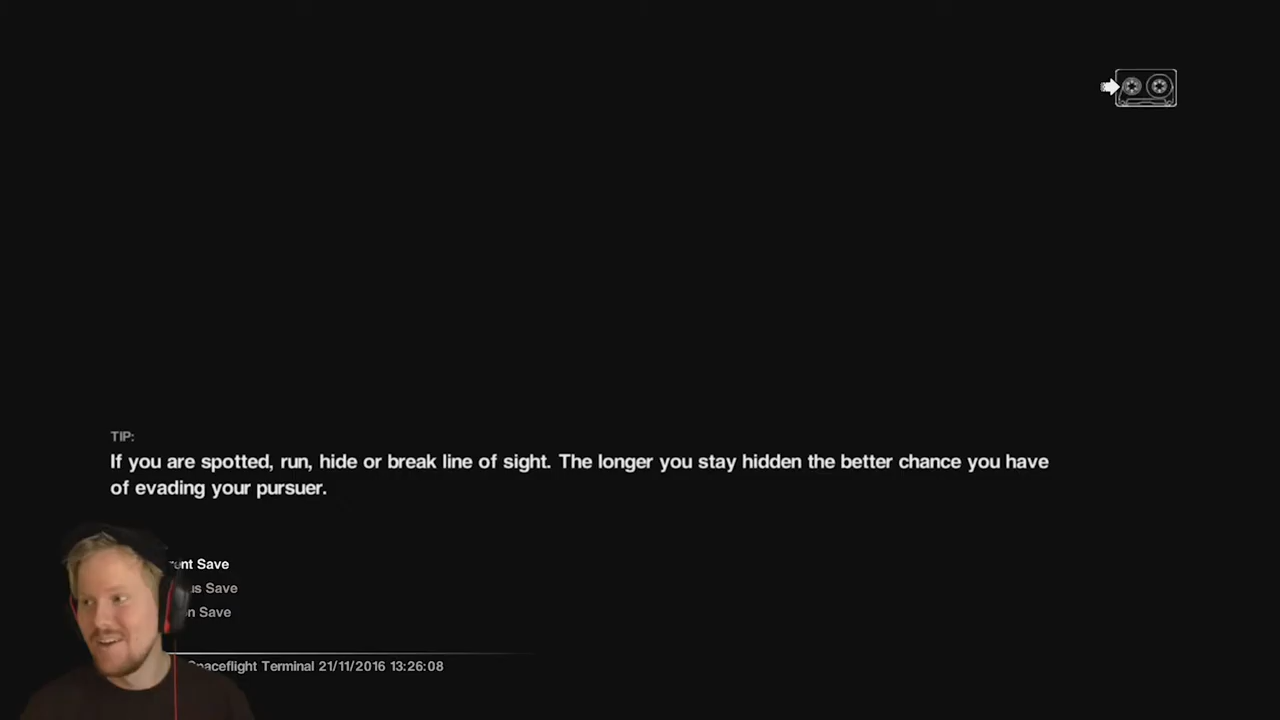 TIP:
If you are spotted, run, hide or break line of sight. The longer you stay hidden the better chance you have
of evading your pursuer.
Save
Save
Save
Spaceflight Terminal 21/11/2016 13:26:08